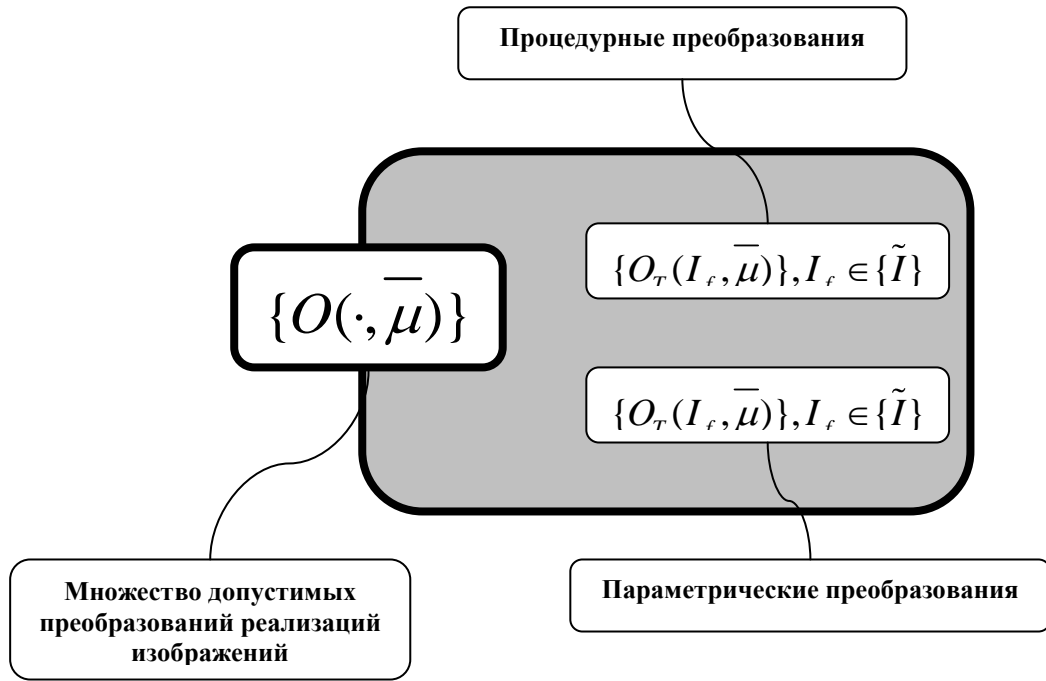 Процедурные преобразования
{O_T(I_f, μ̅)}, I_f ∈ {Ĩ}
{O(·, μ̅)}
{O_T(I_f, μ̅)}, I_f ∈ {Ĩ}
Множество допустимых
преобразований реализаций
изображений
Параметрические преобразования